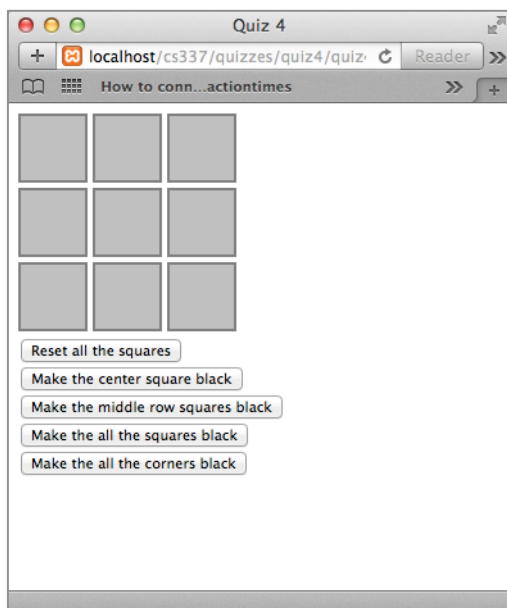 Quiz 4
localhost/cs337/quizzes/quiz4/quiz Reader
How to conn...actiontimes
Reset all the squares
Make the center square black
Make the middle row squares black
Make the all the squares black
Make the all the corners black